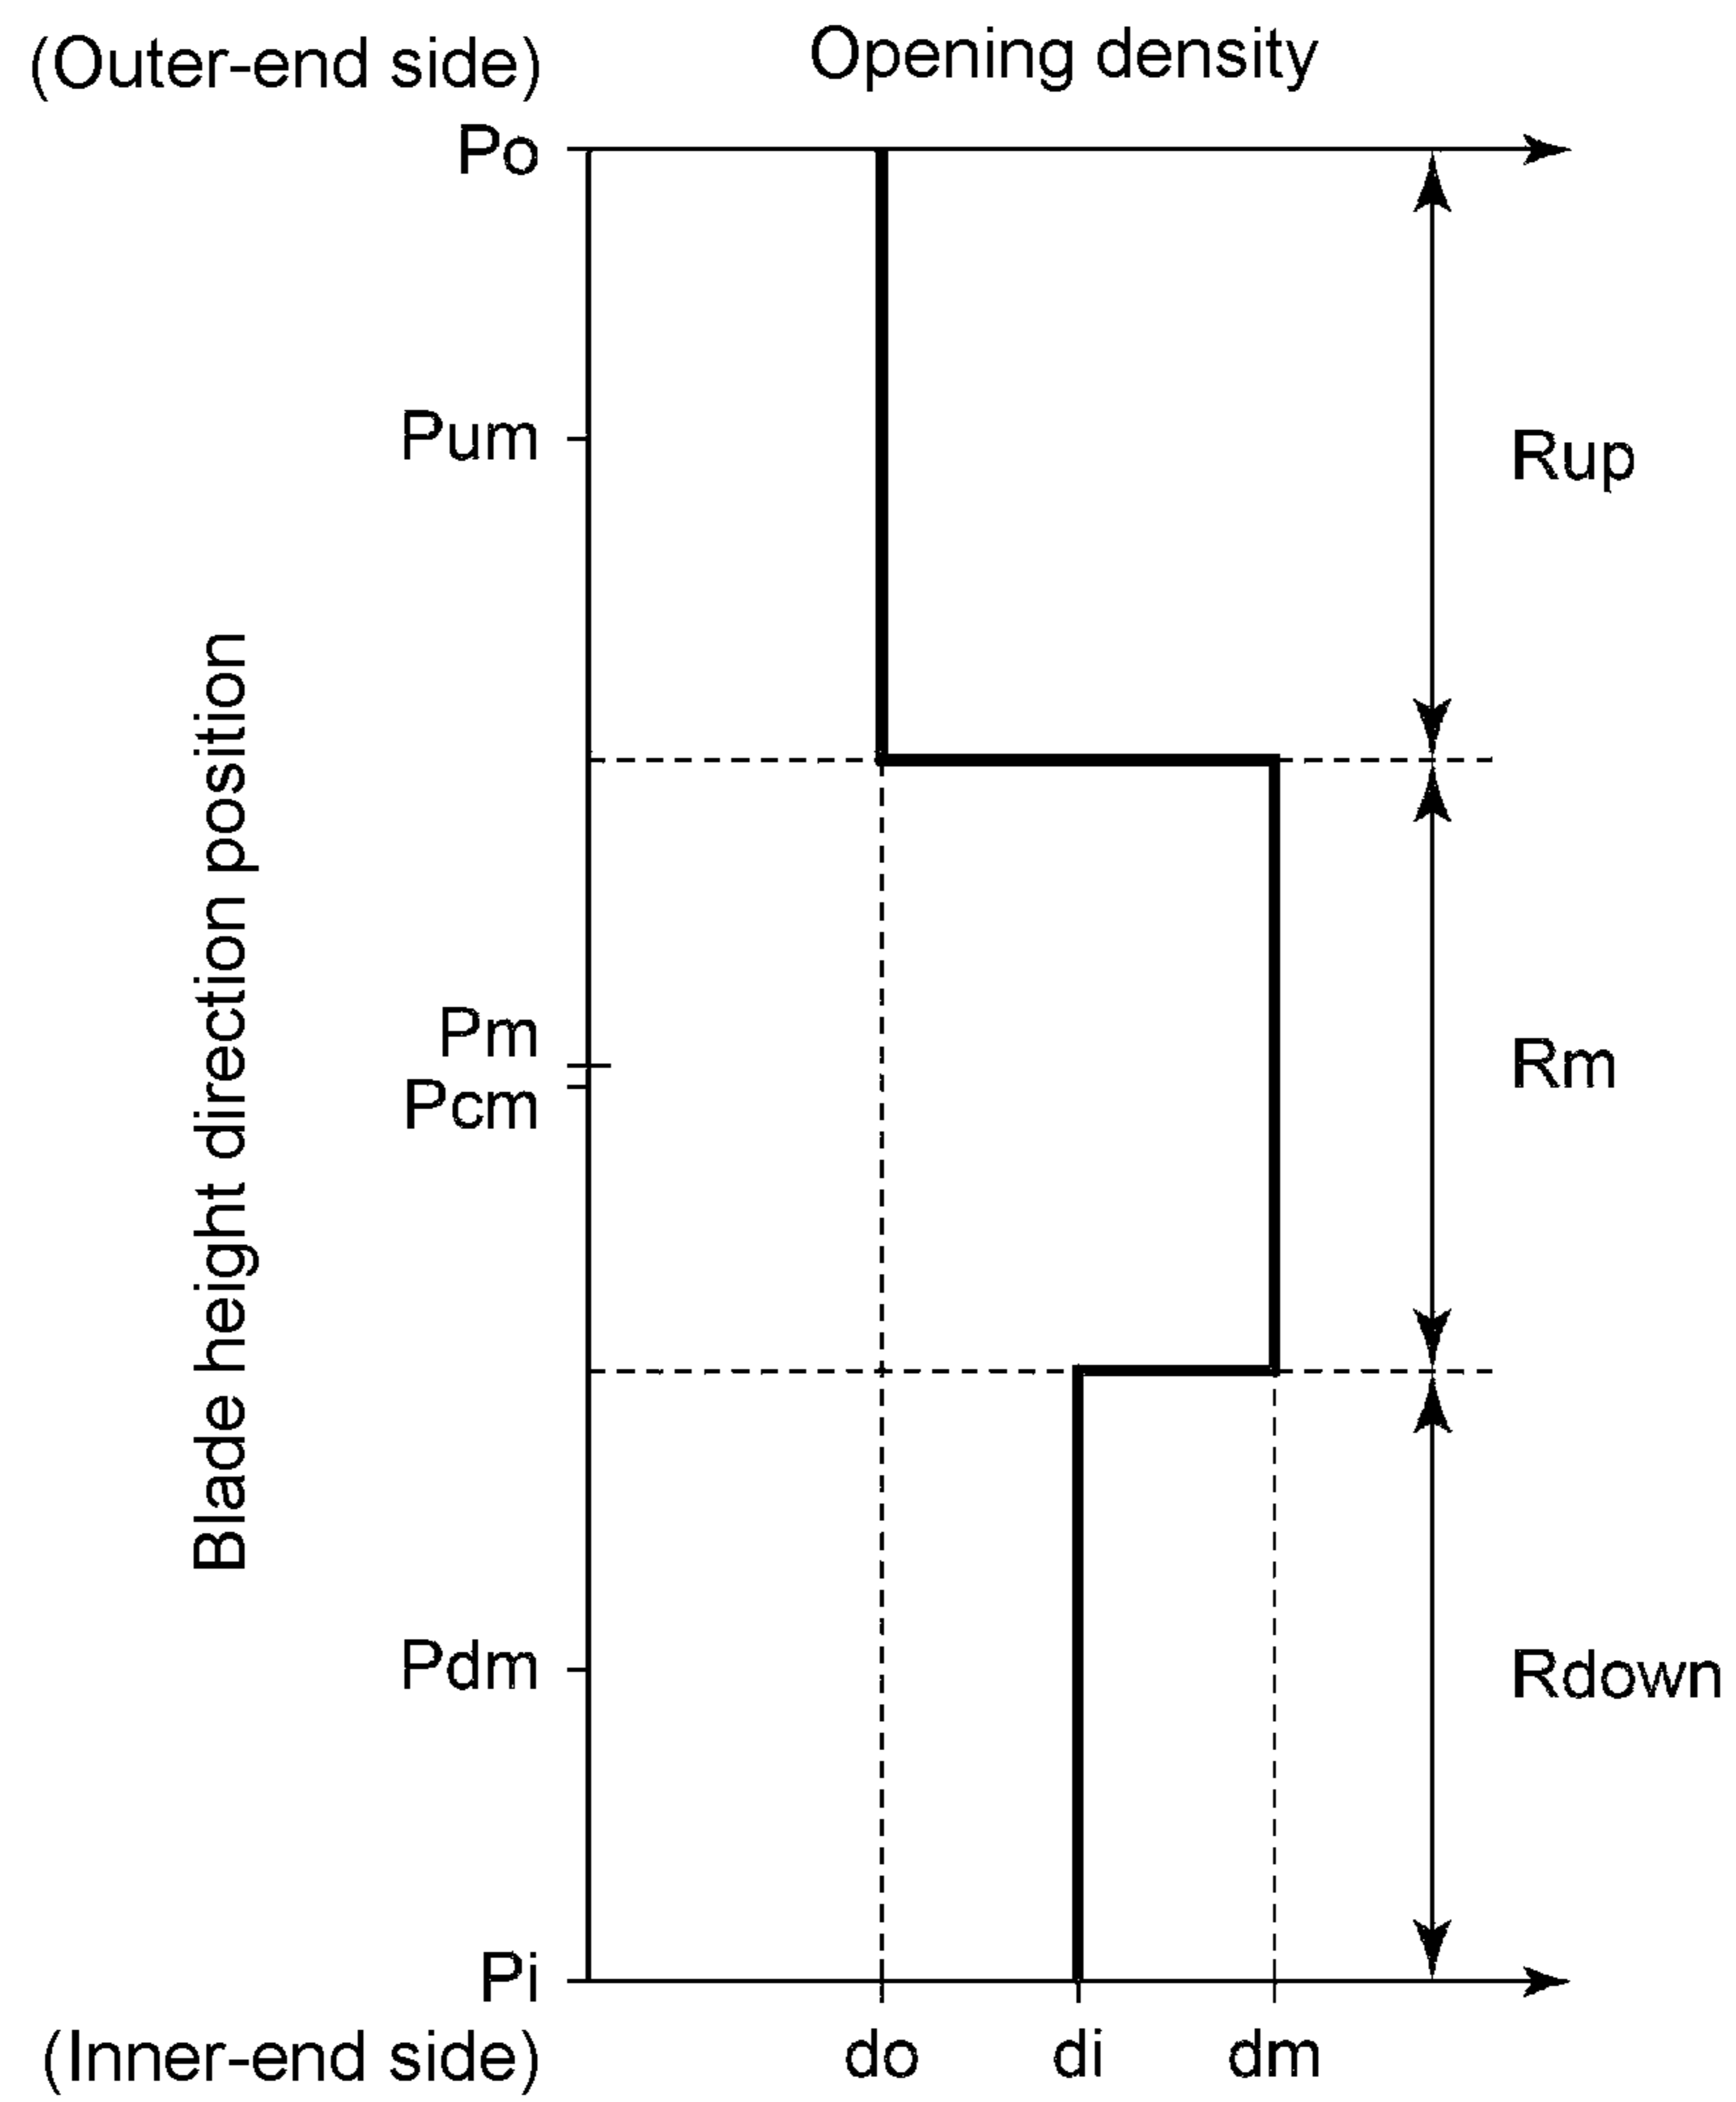 (Outer-end side)
Opening density
Po
Pum
Rup
Blade height direction position
Pm
Rm
Pcm
Pdm
Rdown
Pi
(Inner-end side)
do di dm